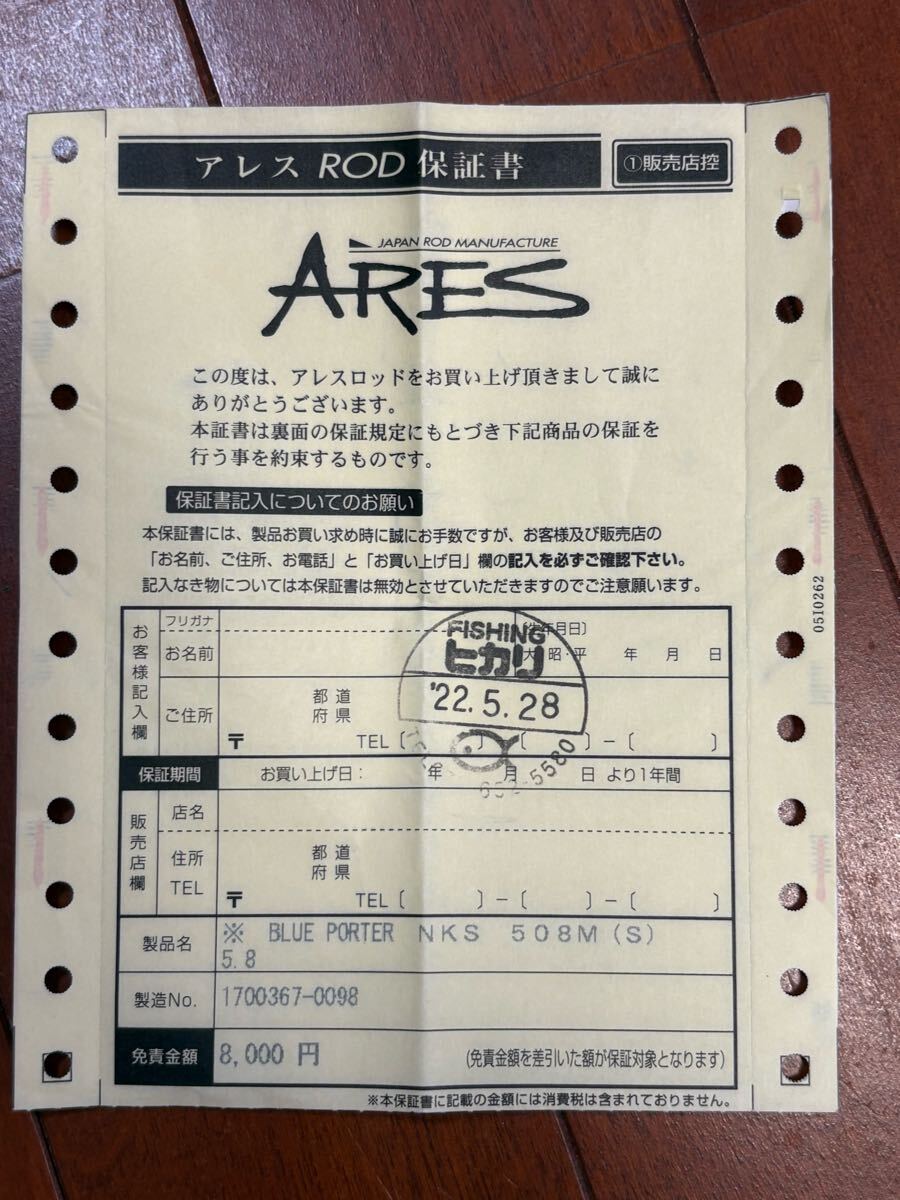 アレス ROD 保証書
①販売店控
JAPAN ROD MANUFACTURE
ARES
この度は、アレスロッドをお買い上げ頂きまして誠に
ありがとうございます。
本証書は裏面の保証規定にもとづき下記商品の保証を
行う事を約束するものです。
保証書記入についてのお願い
本保証書には、製品お買い求め時に誠にお手数ですが、お客様及び販売店の
「お名前、ご住所、お電話」と「お買い上げ日」欄の記入を必ずご確認下さい。
記入なき物については本保証書は無効とさせていただきますのでご注意願います。
05I0262
お客様記入欄
フリガナ
お名前
年月日〕
大・昭・平 年 月 日
FISHING
ヒカリ
'22.5.28
ご住所
都 道
府 県
〒 TEL〔 〕－〔 〕－〔 〕
保証期間 お買い上げ日： 年 月 日 より1年間
販売店欄
店名
住所
TEL
都 道
府 県
〒 TEL〔 〕－〔 〕－〔 〕
製品名 ※ BLUE PORTER NKS 508M(S)
5.8
製造No. 1700367-0098
免責金額 8,000 円 (免責金額を差引いた額が保証対象となります)
※本保証書に記載の金額には消費税は含まれておりません。